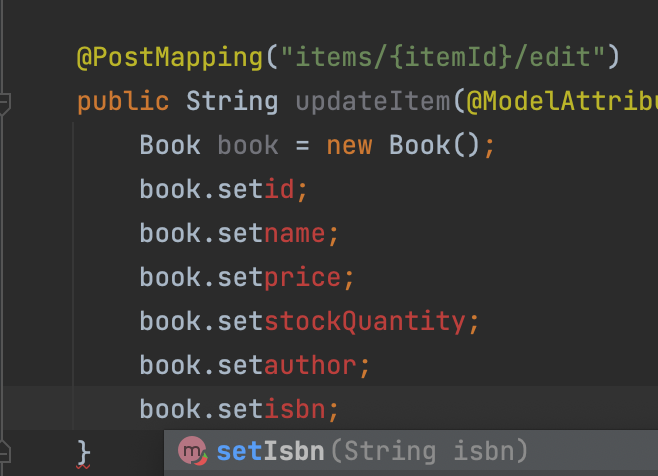 @PostMapping("items/{itemId}/edit")
public String updateItem(@ModelAttribu
Book book = new Book();
book.setid;
book.setname;
book.setprice;
book.setstockQuantity;
book.setauthor;
book.setisbn;
}
m setIsbn(String isbn)